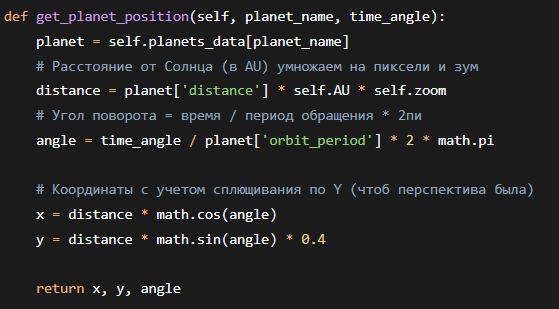 def get_planet_position(self, planet_name, time_angle):
    planet = self.planets_data[planet_name]
    # Расстояние от Солнца (в AU) умножаем на пиксели и зум
    distance = planet['distance'] * self.AU * self.zoom
    # Угол поворота = время / период обращения * 2пи
    angle = time_angle / planet['orbit_period'] * 2 * math.pi

    # Координаты с учетом сплющивания по Y (чтоб перспектива была)
    x = distance * math.cos(angle)
    y = distance * math.sin(angle) * 0.4

    return x, y, angle